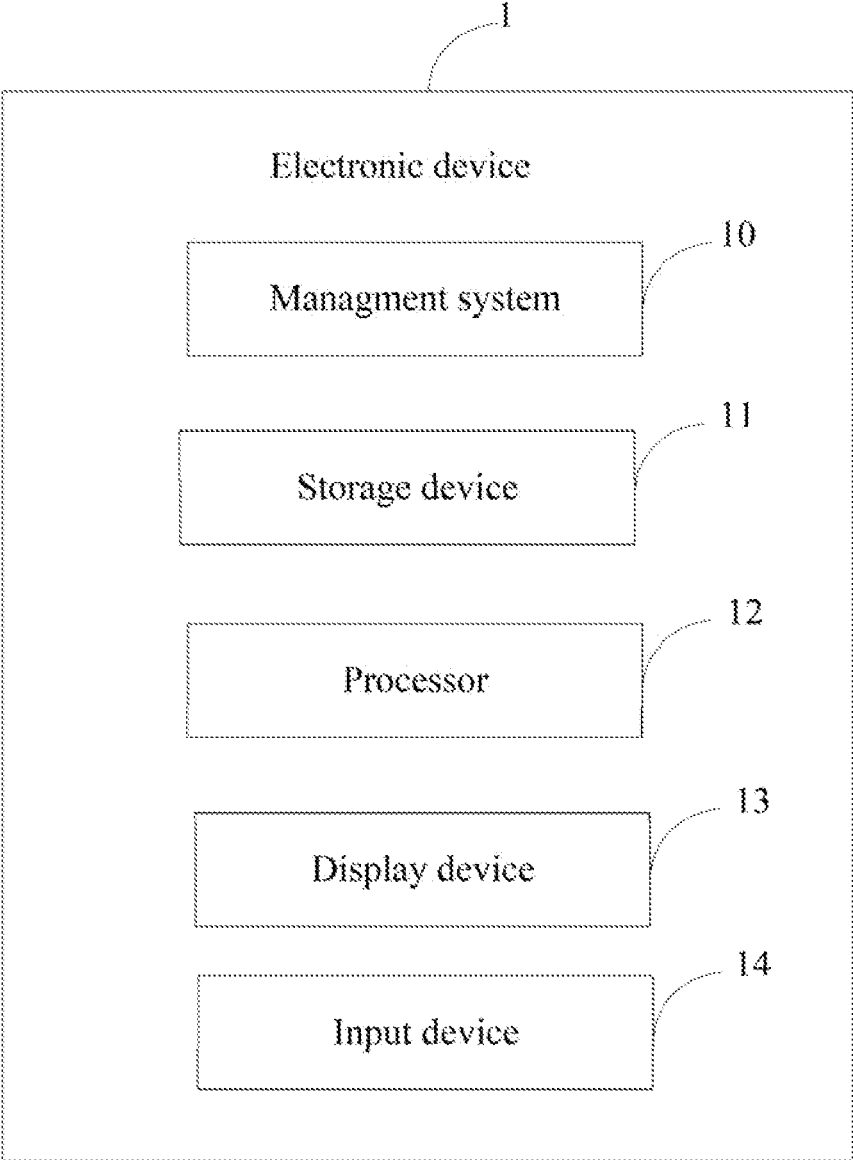 1
Electronic device
10
Managment system
11
Storage device
12
Processor
13
Display device
14
Input device